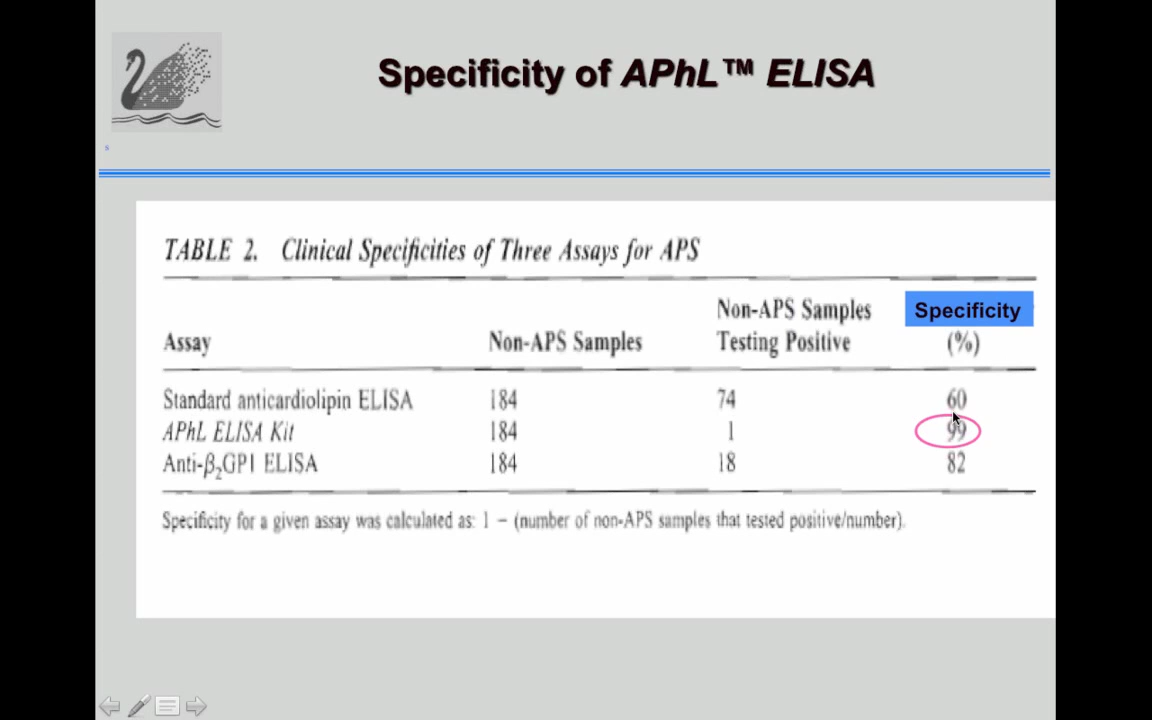 Specificity of APhL™ ELISA
s
TABLE 2. Clinical Specificities of Three Assays for APS
Non-APS Samples Specificity
Assay Non-APS Samples Testing Positive (%)
Standard anticardiolipin ELISA 184 74 60
APhL ELISA Kit 184 1 99
Anti-β₂GPI ELISA 184 18 82
Specificity for a given assay was calculated as: 1 − (number of non-APS samples that tested positive/number).